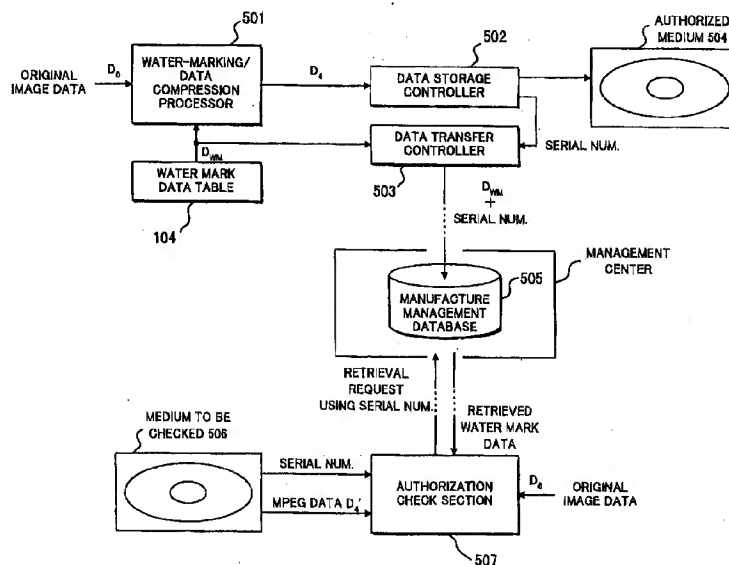 501
WATER-MARKING/
DATA
COMPRESSION
PROCESSOR
ORIGINAL
IMAGE DATA
D₀
D₄
502
DATA STORAGE
CONTROLLER
AUTHORIZED
MEDIUM 504
SERIAL NUM.
DATA TRANSFER
CONTROLLER
503
D_WM
WATER MARK
DATA TABLE
104
D_WM
+
SERIAL NUM.
MANAGEMENT
CENTER
505
MANUFACTURE
MANAGEMENT
DATABASE
RETRIEVAL
REQUEST
USING SERIAL NUM.
RETRIEVED
WATER MARK
DATA
MEDIUM TO BE
CHECKED 506
SERIAL NUM.
MPEG DATA D₄'
AUTHORIZATION
CHECK SECTION
507
D₀
ORIGINAL
IMAGE DATA